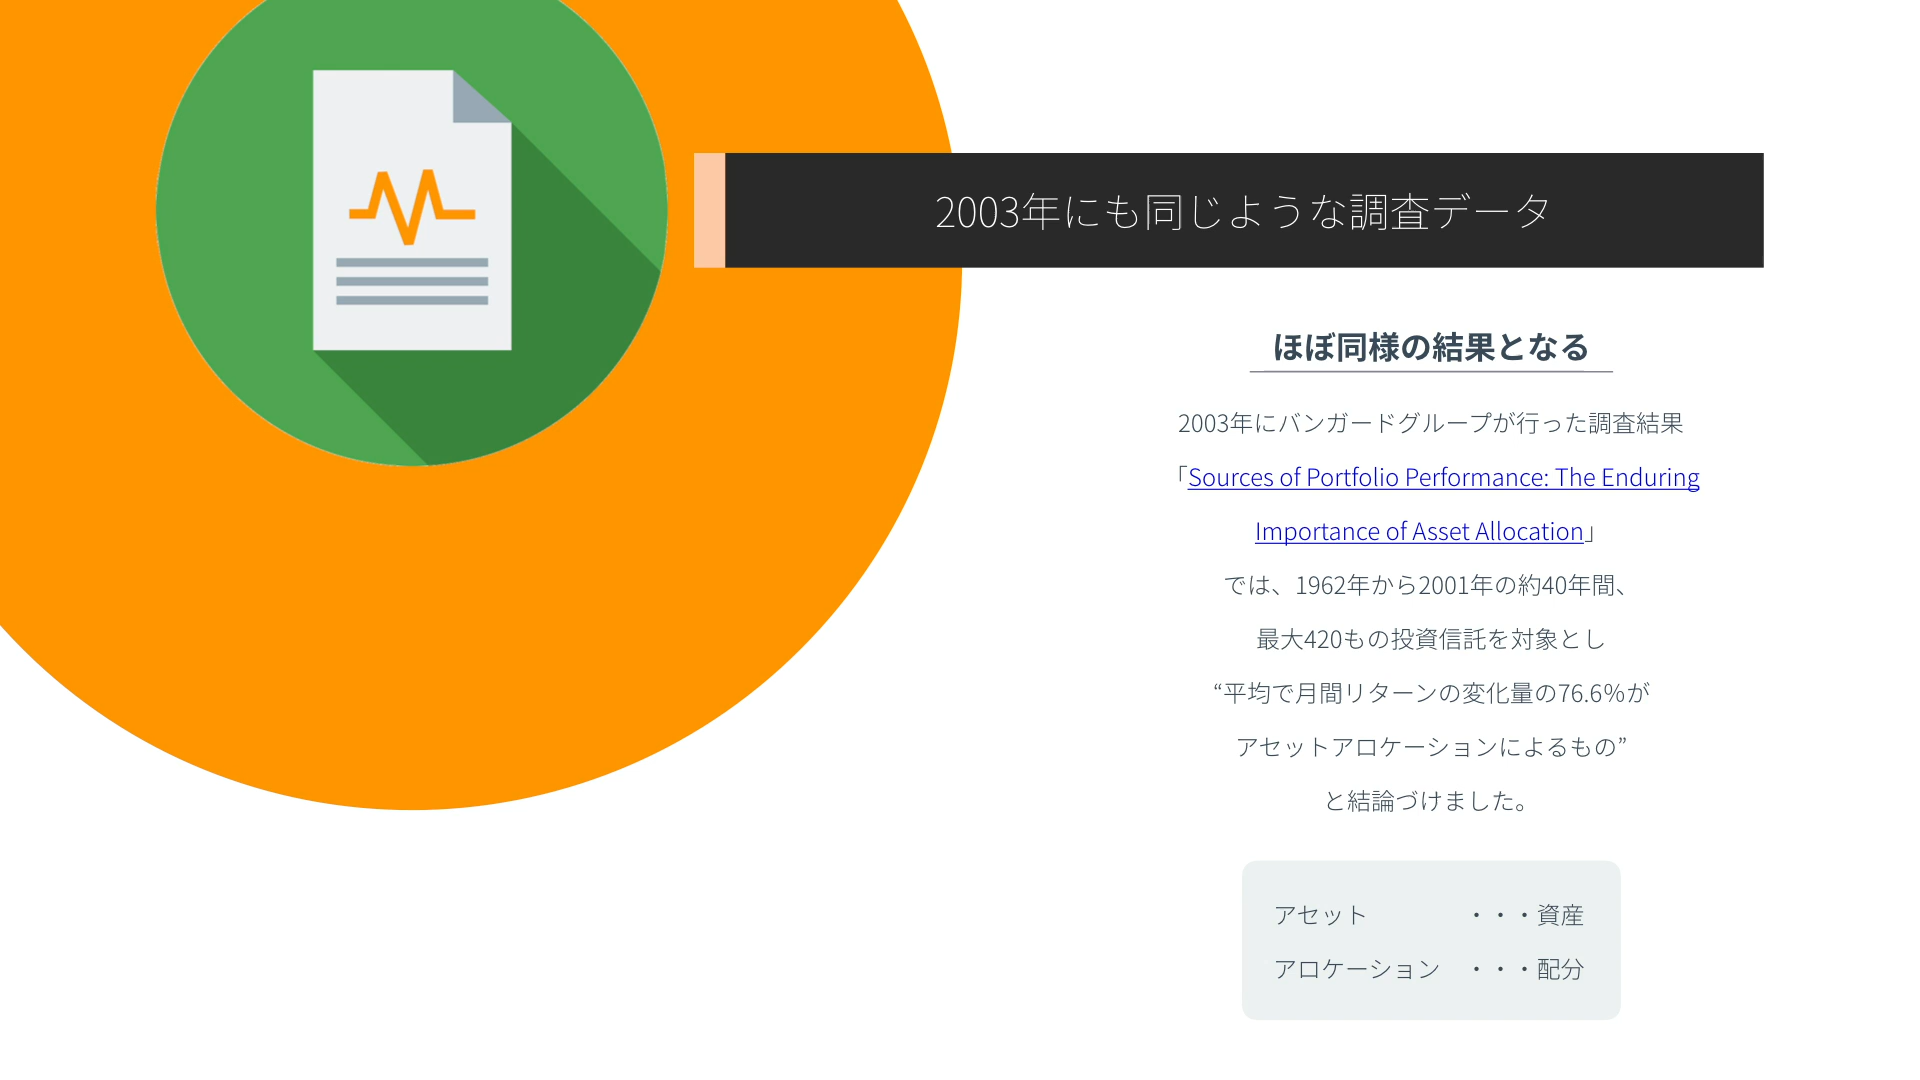 2003年にも同じような調査データ
ほぼ同様の結果となる
2003年にバンガードグループが行った調査結果
「Sources of Portfolio Performance: The Enduring
Importance of Asset Allocation」
では、1962年から2001年の約40年間、
最大420もの投資信託を対象とし
“平均で月間リターンの変化量の76.6%が
アセットアロケーションによるもの”
と結論づけました。
アセット　　　　・・・資産
アロケーション　・・・配分